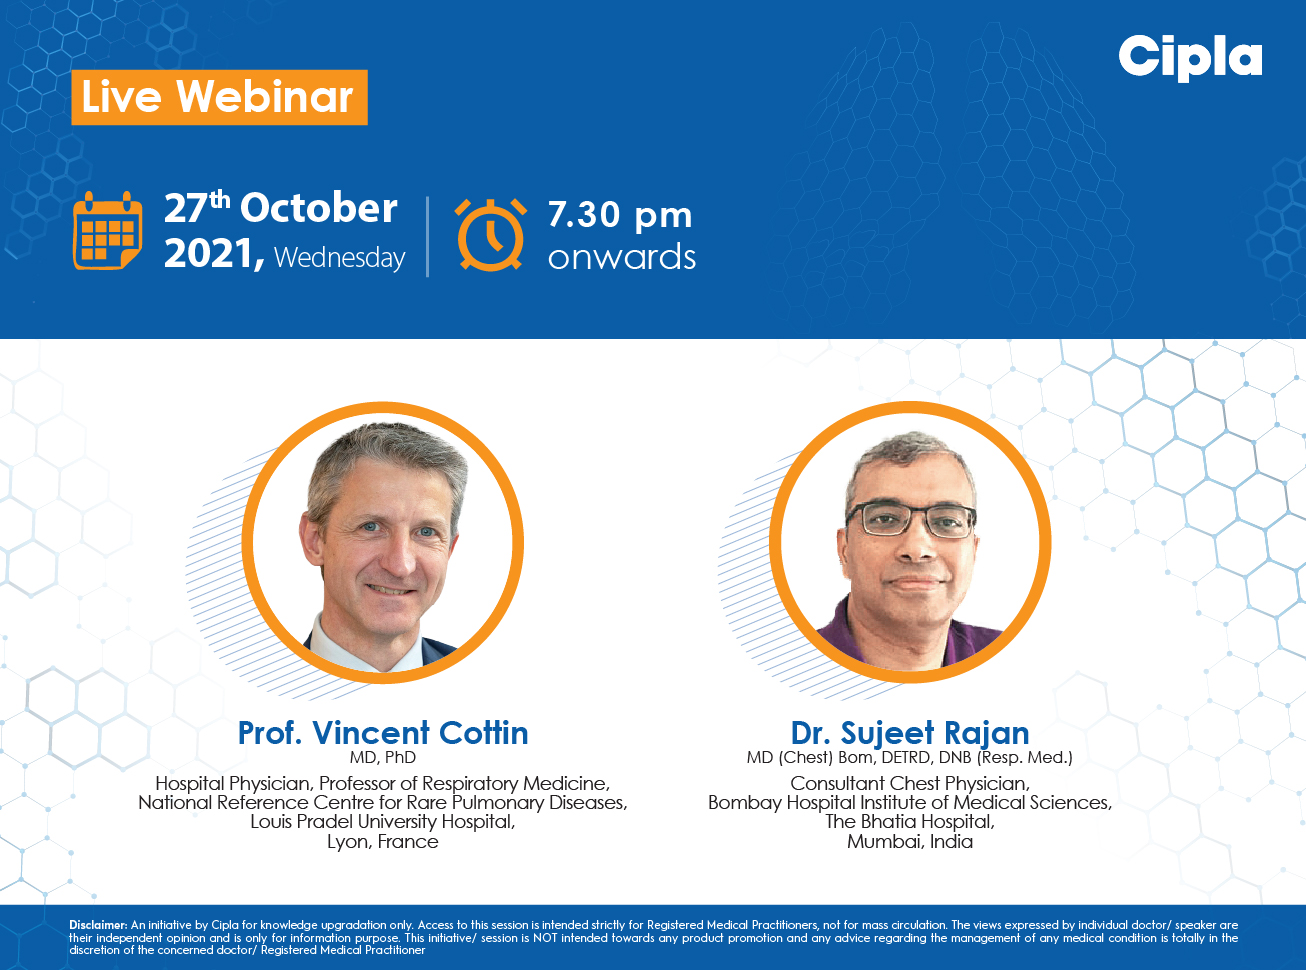 Cipla
Live Webinar
27th October
2021, Wednesday
7.30 pm
onwards
Prof. Vincent Cottin
MD, PhD
Hospital Physician, Professor of Respiratory Medicine,
National Reference Centre for Rare Pulmonary Diseases,
Louis Pradel University Hospital,
Lyon, France
Dr. Sujeet Rajan
MD (Chest) Bom, DETRD, DNB (Resp. Med.)
Consultant Chest Physician,
Bombay Hospital Institute of Medical Sciences,
The Bhatia Hospital,
Mumbai, India
Disclaimer: An initiative by Cipla for knowledge upgradation only. Access to this session is intended strictly for Registered Medical Practitioners, not for mass circulation. The views expressed by individual doctor/ speaker are
their independent opinion and is only for information purpose. This initiative/ session is NOT intended towards any product promotion and any advice regarding the management of any medical condition is totally in the
discretion of the concerned doctor/ Registered Medical Practitioner